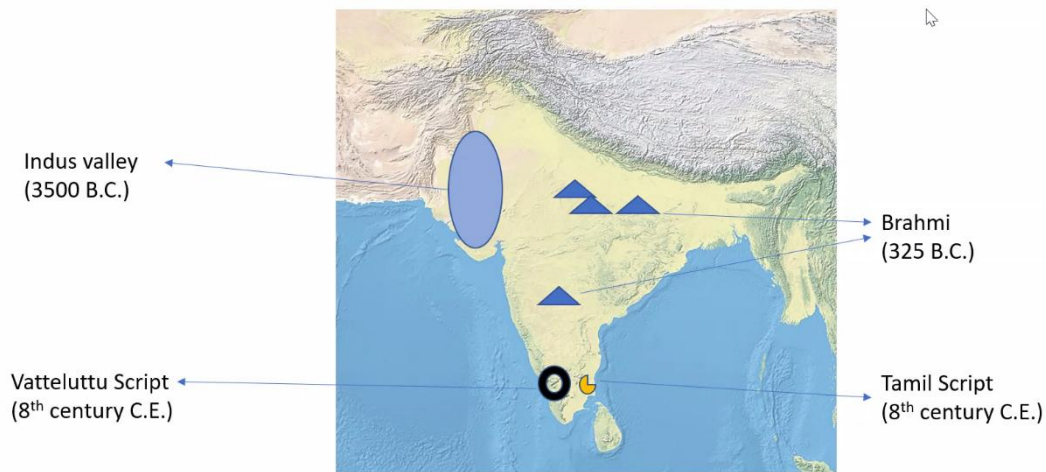 Indus valley
(3500 B.C.)
Brahmi
(325 B.C.)
Vatteluttu Script
(8th century C.E.)
Tamil Script
(8th century C.E.)